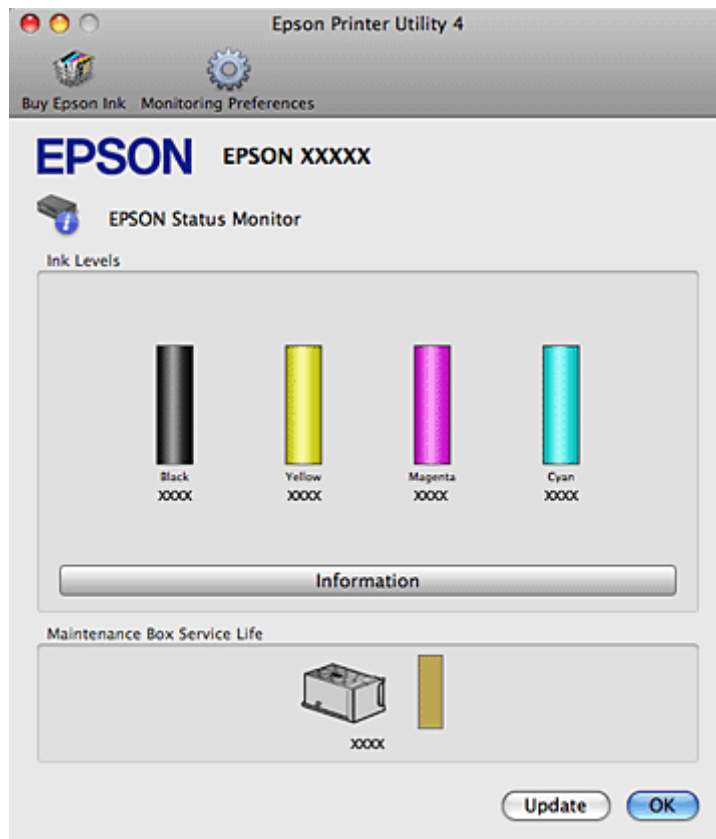 Epson Printer Utility 4
Buy Epson Ink Monitoring Preferences
EPSON EPSON XXXXX
EPSON Status Monitor
Ink Levels
Black Yellow Magenta Cyan
XXXX XXXX XXXX XXXX
Information
Maintenance Box Service Life
XXXX
Update OK